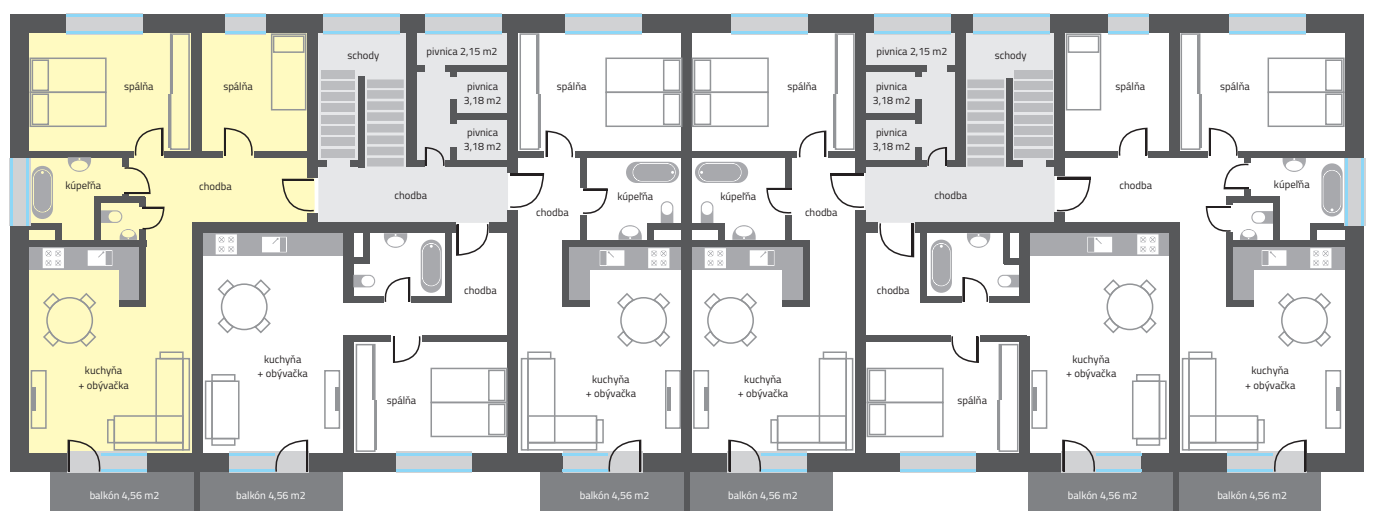 pivnica 2,15 m2
pivnica 2,15 m2
schody
schody
spálňa
spálňa
pivnica
3,18 m2
spálňa
spálňa
pivnica
3,18 m2
spálňa
spálňa
pivnica
3,18 m2
pivnica
3,18 m2
kúpeľňa
chodba
chodba
kúpeľňa
kúpeľňa
chodba
chodba
kúpeľňa
chodba
chodba
chodba
chodba
kuchyňa
+ obývačka
kuchyňa
+ obývačka
kuchyňa
+ obývačka
kuchyňa
+ obývačka
kuchyňa
+ obývačka
kuchyňa
+ obývačka
spálňa
spálňa
balkón 4,56 m2
balkón 4,56 m2
balkón 4,56 m2
balkón 4,56 m2
balkón 4,56 m2
balkón 4,56 m2